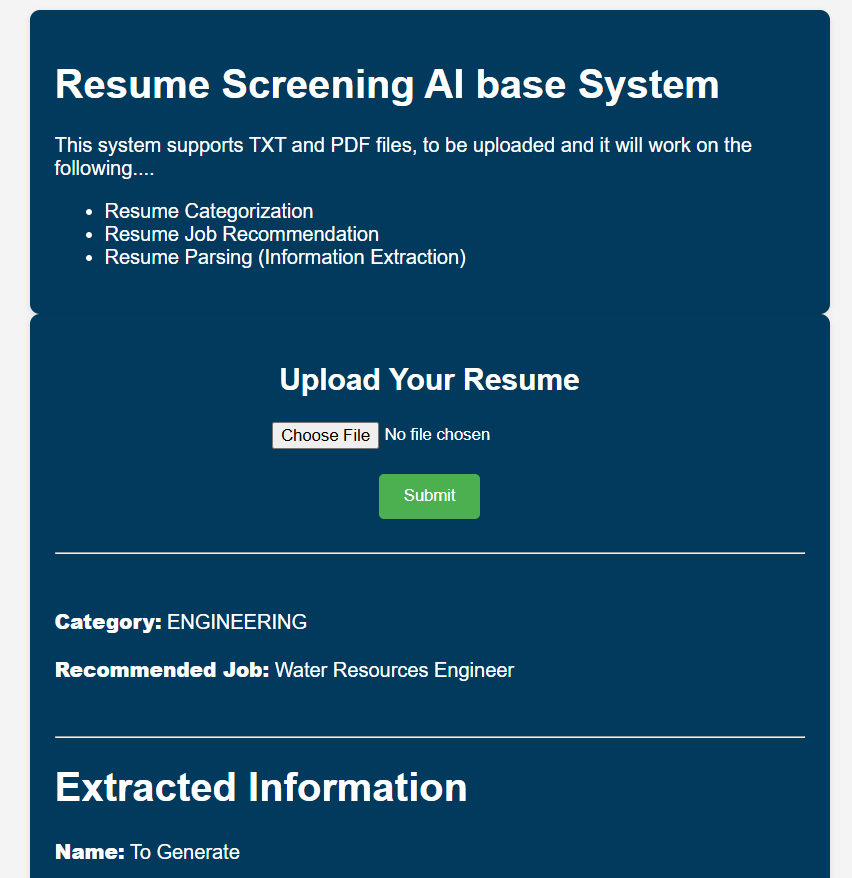 Resume Screening AI base System
This system supports TXT and PDF files, to be uploaded and it will work on the
following....
• Resume Categorization
• Resume Job Recommendation
• Resume Parsing (Information Extraction)
Upload Your Resume
Choose File No file chosen
Submit
Category: ENGINEERING
Recommended Job: Water Resources Engineer
Extracted Information
Name: To Generate